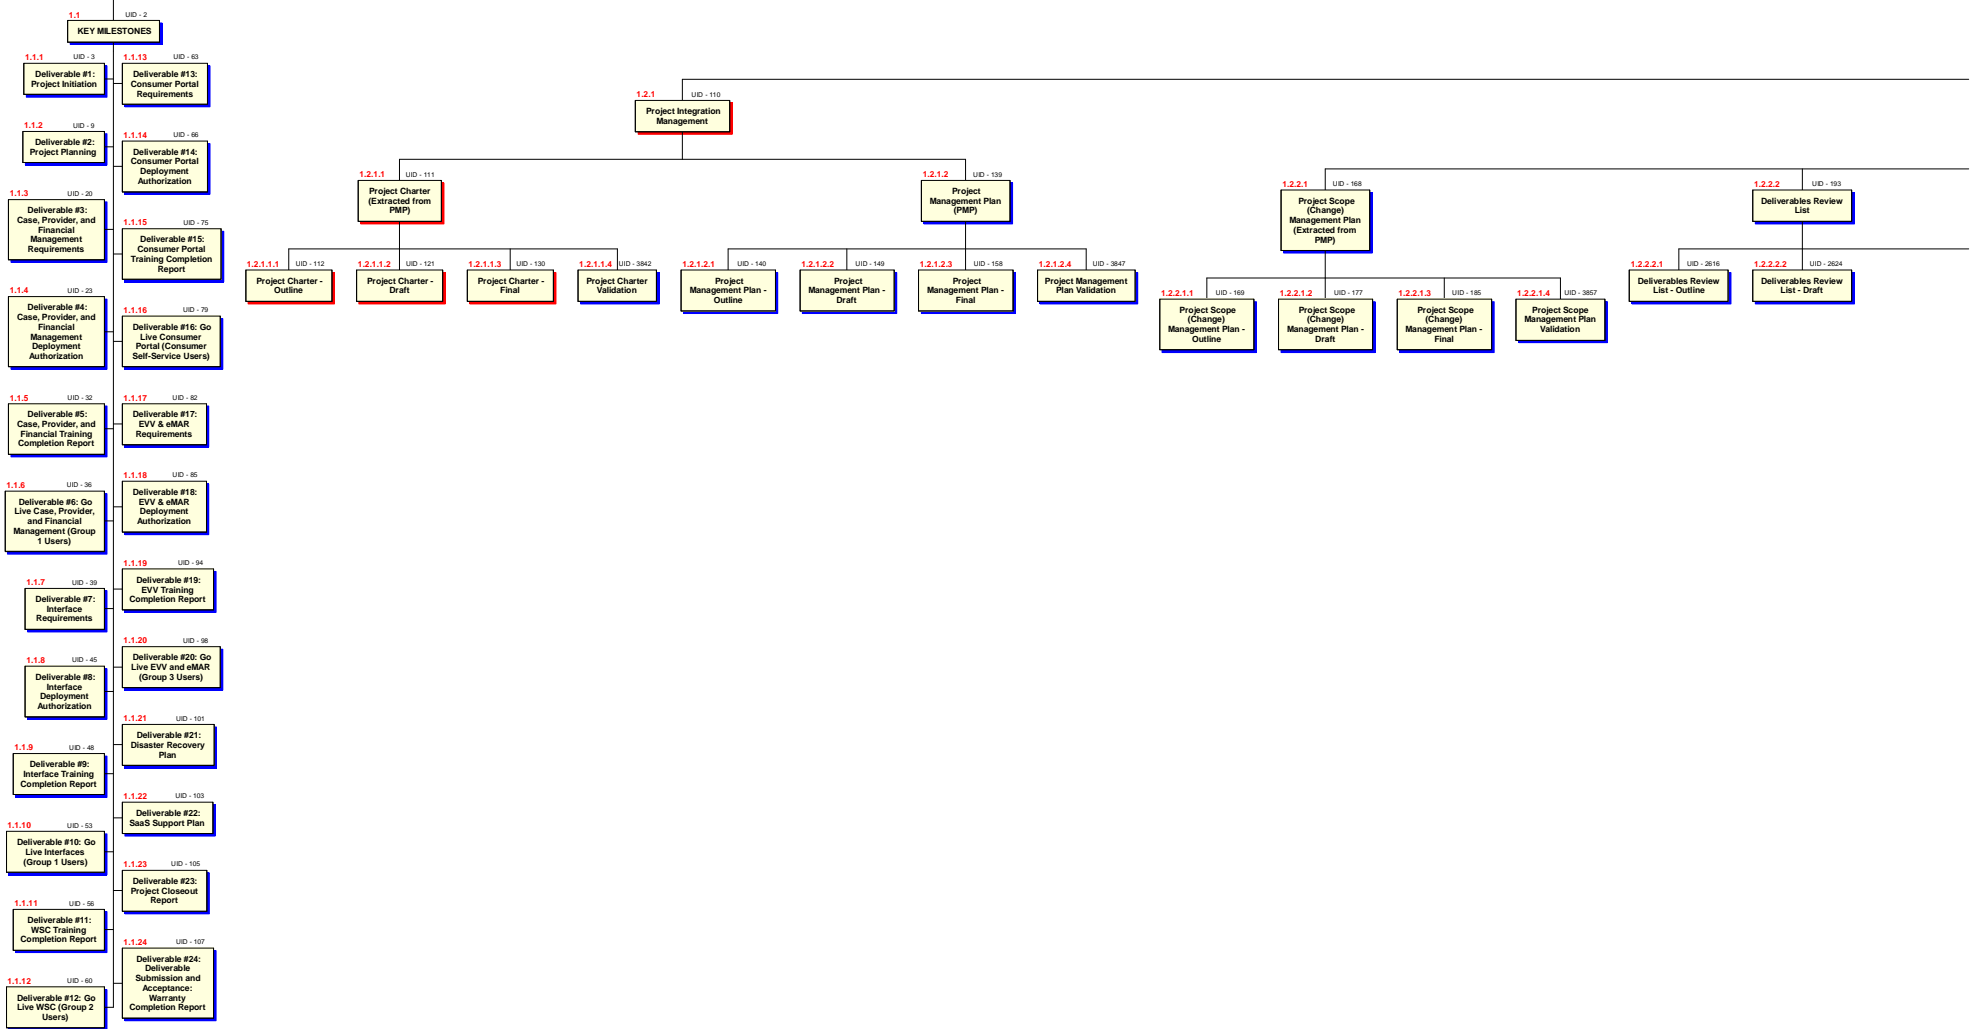 1.1 UID - 2
KEY MILESTONES
1.1.1 UID - 3
Deliverable #1:
Project Initiation
1.1.2 UID - 9
Deliverable #2:
Project Planning
1.1.3 UID - 20
Deliverable #3:
Case, Provider, and
Financial
Management
Requirements
1.1.4 UID - 23
Deliverable #4:
Case, Provider, and
Financial
Management
Deployment
Authorization
1.1.5 UID - 32
Deliverable #5:
Case, Provider, and
Financial Training
Completion Report
1.1.6 UID - 36
Deliverable #6: Go
Live Case, Provider,
and Financial
Management (Group
1 Users)
1.1.7 UID - 39
Deliverable #7:
Interface
Requirements
1.1.8 UID - 45
Deliverable #8:
Interface
Deployment
Authorization
1.1.9 UID - 48
Deliverable #9:
Interface Training
Completion Report
1.1.10 UID - 53
Deliverable #10: Go
Live Interfaces
(Group 1 Users)
1.1.11 UID - 56
Deliverable #11:
WSC Training
Completion Report
1.1.12 UID - 60
Deliverable #12: Go
Live WSC (Group 2
Users)
1.1.13 UID - 63
Deliverable #13:
Consumer Portal
Requirements
1.1.14 UID - 66
Deliverable #14:
Consumer Portal
Deployment
Authorization
1.1.15 UID - 75
Deliverable #15:
Consumer Portal
Training Completion
Report
1.1.16 UID - 79
Deliverable #16: Go
Live Consumer
Portal (Consumer
Self-Service Users)
1.1.17 UID - 82
Deliverable #17:
EVV & eMAR
Requirements
1.1.18 UID - 85
Deliverable #18:
EVV & eMAR
Deployment
Authorization
1.1.19 UID - 94
Deliverable #19:
EVV Training
Completion Report
1.1.20 UID - 98
Deliverable #20: Go
Live EVV and eMAR
(Group 3 Users)
1.1.21 UID - 101
Deliverable #21:
Disaster Recovery
Plan
1.1.22 UID - 103
Deliverable #22:
SaaS Support Plan
1.1.23 UID - 105
Deliverable #23:
Project Closeout
Report
1.1.24 UID - 107
Deliverable #24:
Deliverable
Submission and
Acceptance:
Warranty
Completion Report
1.2.1 UID - 110
Project Integration
Management
1.2.1.1 UID - 111
Project Charter
(Extracted from
PMP)
1.2.1.1.1 UID - 112
Project Charter -
Outline
1.2.1.1.2 UID - 121
Project Charter -
Draft
1.2.1.1.3 UID - 130
Project Charter -
Final
1.2.1.1.4 UID - 3842
Project Charter
Validation
1.2.1.2 UID - 139
Project
Management Plan
(PMP)
1.2.1.2.1 UID - 140
Project
Management Plan -
Outline
1.2.1.2.2 UID - 149
Project
Management Plan -
Draft
1.2.1.2.3 UID - 158
Project
Management Plan -
Final
1.2.1.2.4 UID - 3847
Project Management
Plan Validation
1.2.2.1 UID - 168
Project Scope
(Change)
Management Plan
(Extracted from
PMP)
1.2.2.1.1 UID - 169
Project Scope
(Change)
Management Plan -
Outline
1.2.2.1.2 UID - 177
Project Scope
(Change)
Management Plan -
Draft
1.2.2.1.3 UID - 185
Project Scope
(Change)
Management Plan -
Final
1.2.2.1.4 UID - 3857
Project Scope
Management Plan
Validation
1.2.2.2 UID - 193
Deliverables Review
List
1.2.2.2.1 UID - 2616
Deliverables Review
List - Outline
1.2.2.2.2 UID - 2624
Deliverables Review
List - Draft